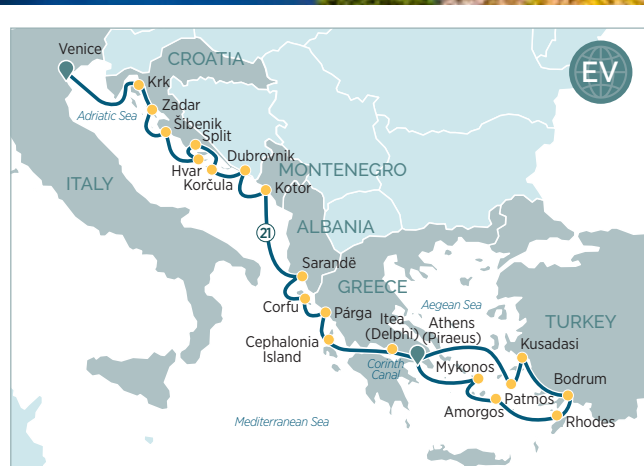 Venice
CROATIA
EV
Krk
Zadar
Adriatic Sea
Šibenik
Split
Dubrovnik
Hvar
Korčula
MONTENEGRO
Kotor
ITALY
ALBANIA
21
Sarandë
GREECE
Corfu
Párga
Aegean Sea
Itea
(Delphi)
Athens
(Piraeus)
TURKEY
Cephalonia
Island
Kusadasi
Corinth
Canal
Mykonos
Bodrum
Patmos
Amorgos
Rhodes
Mediterranean Sea